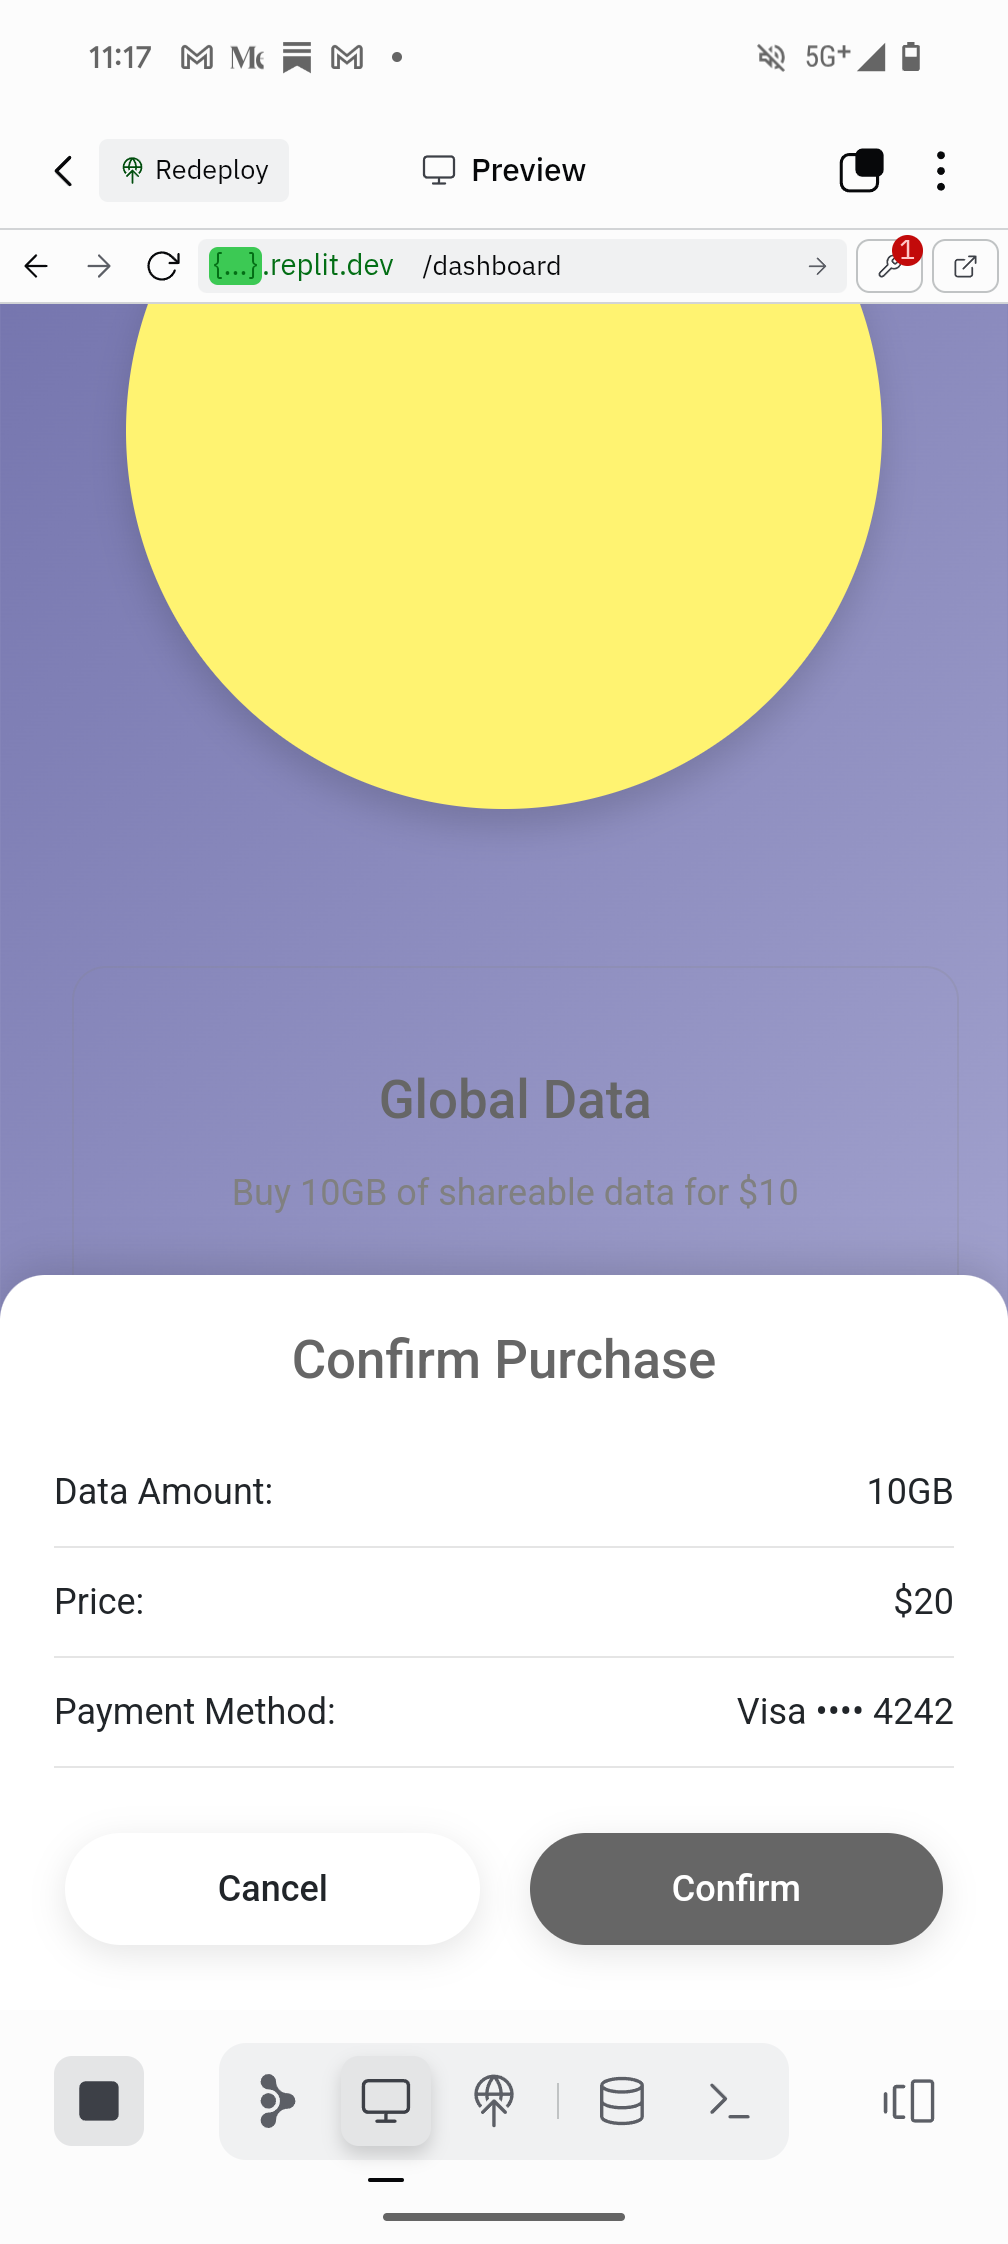 11:17
5G+
Redeploy
Preview
{...}.replit.dev /dashboard
1
Global Data
Buy 10GB of shareable data for $10
Confirm Purchase
Data Amount: 10GB
Price: $20
Payment Method: Visa •••• 4242
Cancel Confirm